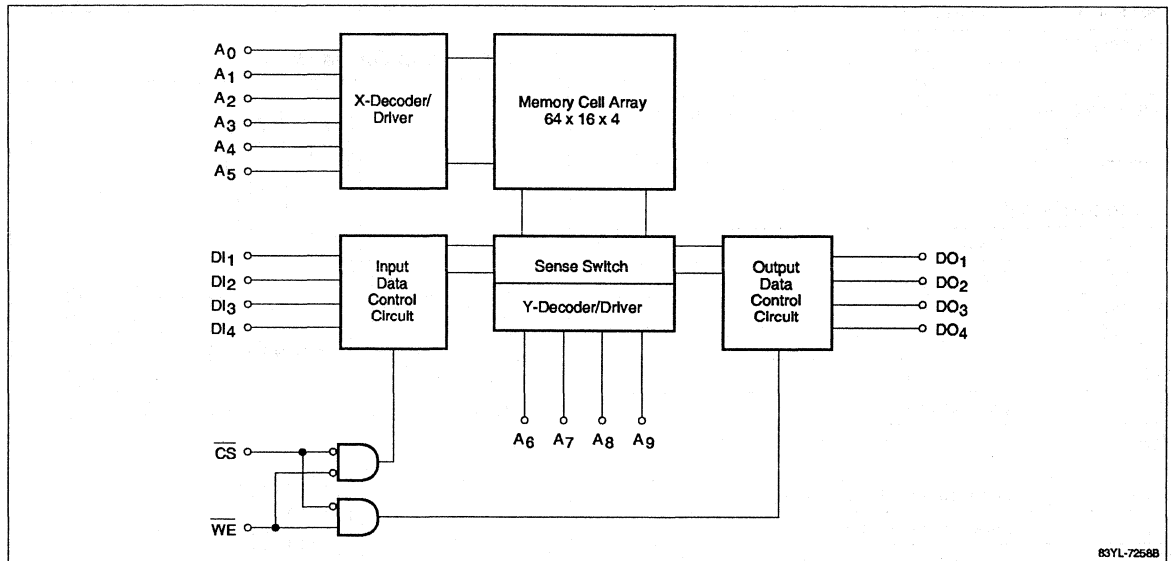 A0
A1
A2
A3
A4
A5
X-Decoder/
Driver
Memory Cell Array
64 x 16 x 4
DI1
DI2
DI3
DI4
Input
Data
Control
Circuit
Sense Switch
Y-Decoder/Driver
Output
Data
Control
Circuit
DO1
DO2
DO3
DO4
A6 A7 A8 A9
CS
WE
83YL-7258B